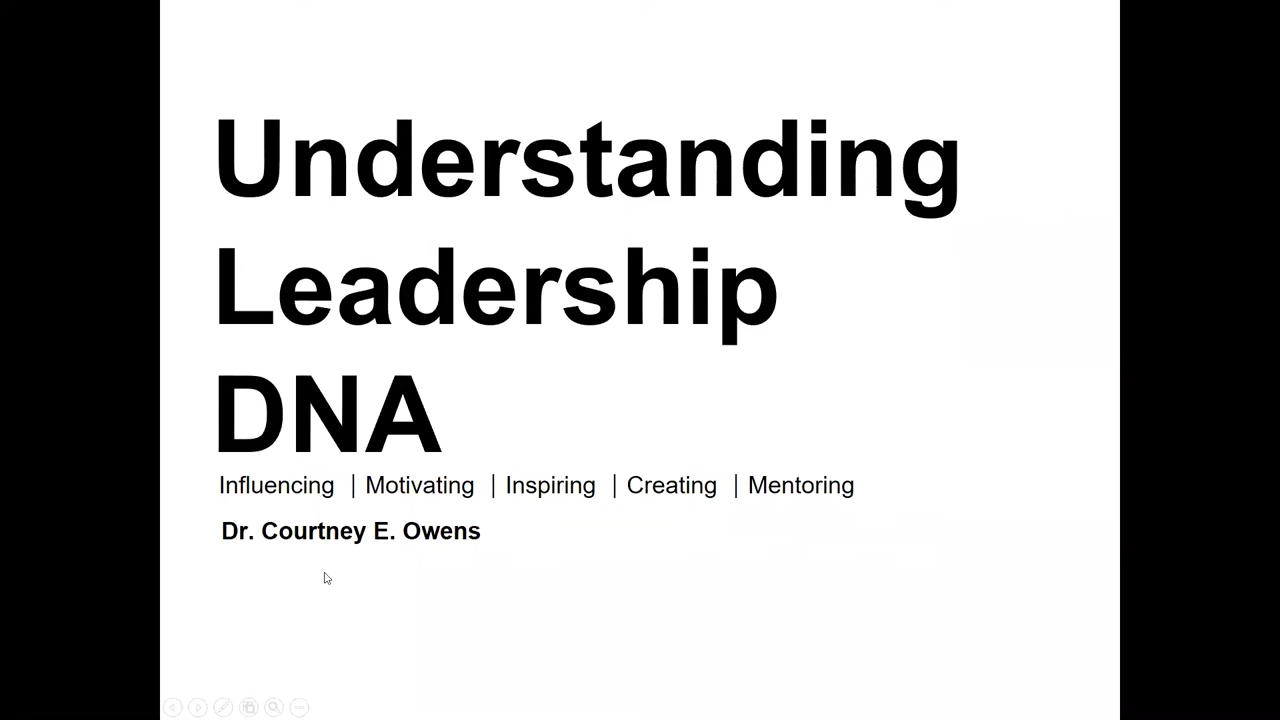 Understanding
Leadership
DNA
Influencing | Motivating | Inspiring | Creating | Mentoring
Dr. Courtney E. Owens